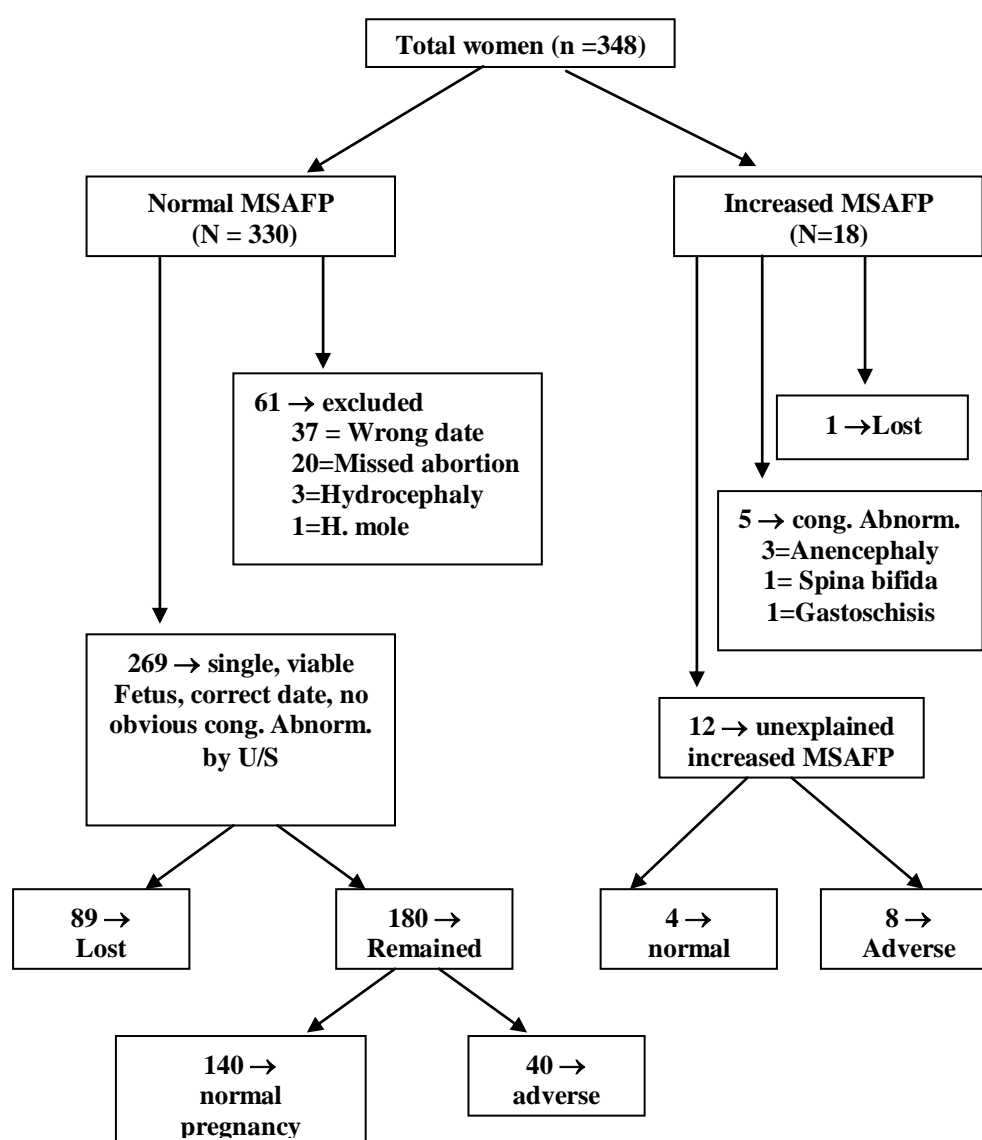 Total women (n =348)
Normal MSAFP
(N = 330)
Increased MSAFP
(N=18)
61 → excluded
37 = Wrong date
20=Missed abortion
3=Hydrocephaly
1=H. mole
1 →Lost
5 → cong. Abnorm.
3=Anencephaly
1= Spina bifida
1=Gastoschisis
269 → single, viable
Fetus, correct date, no
obvious cong. Abnorm.
by U/S
12 → unexplained
increased MSAFP
89 →
Lost
180 →
Remained
4 →
normal
8 →
Adverse
140 →
normal
pregnancy
40 →
adverse